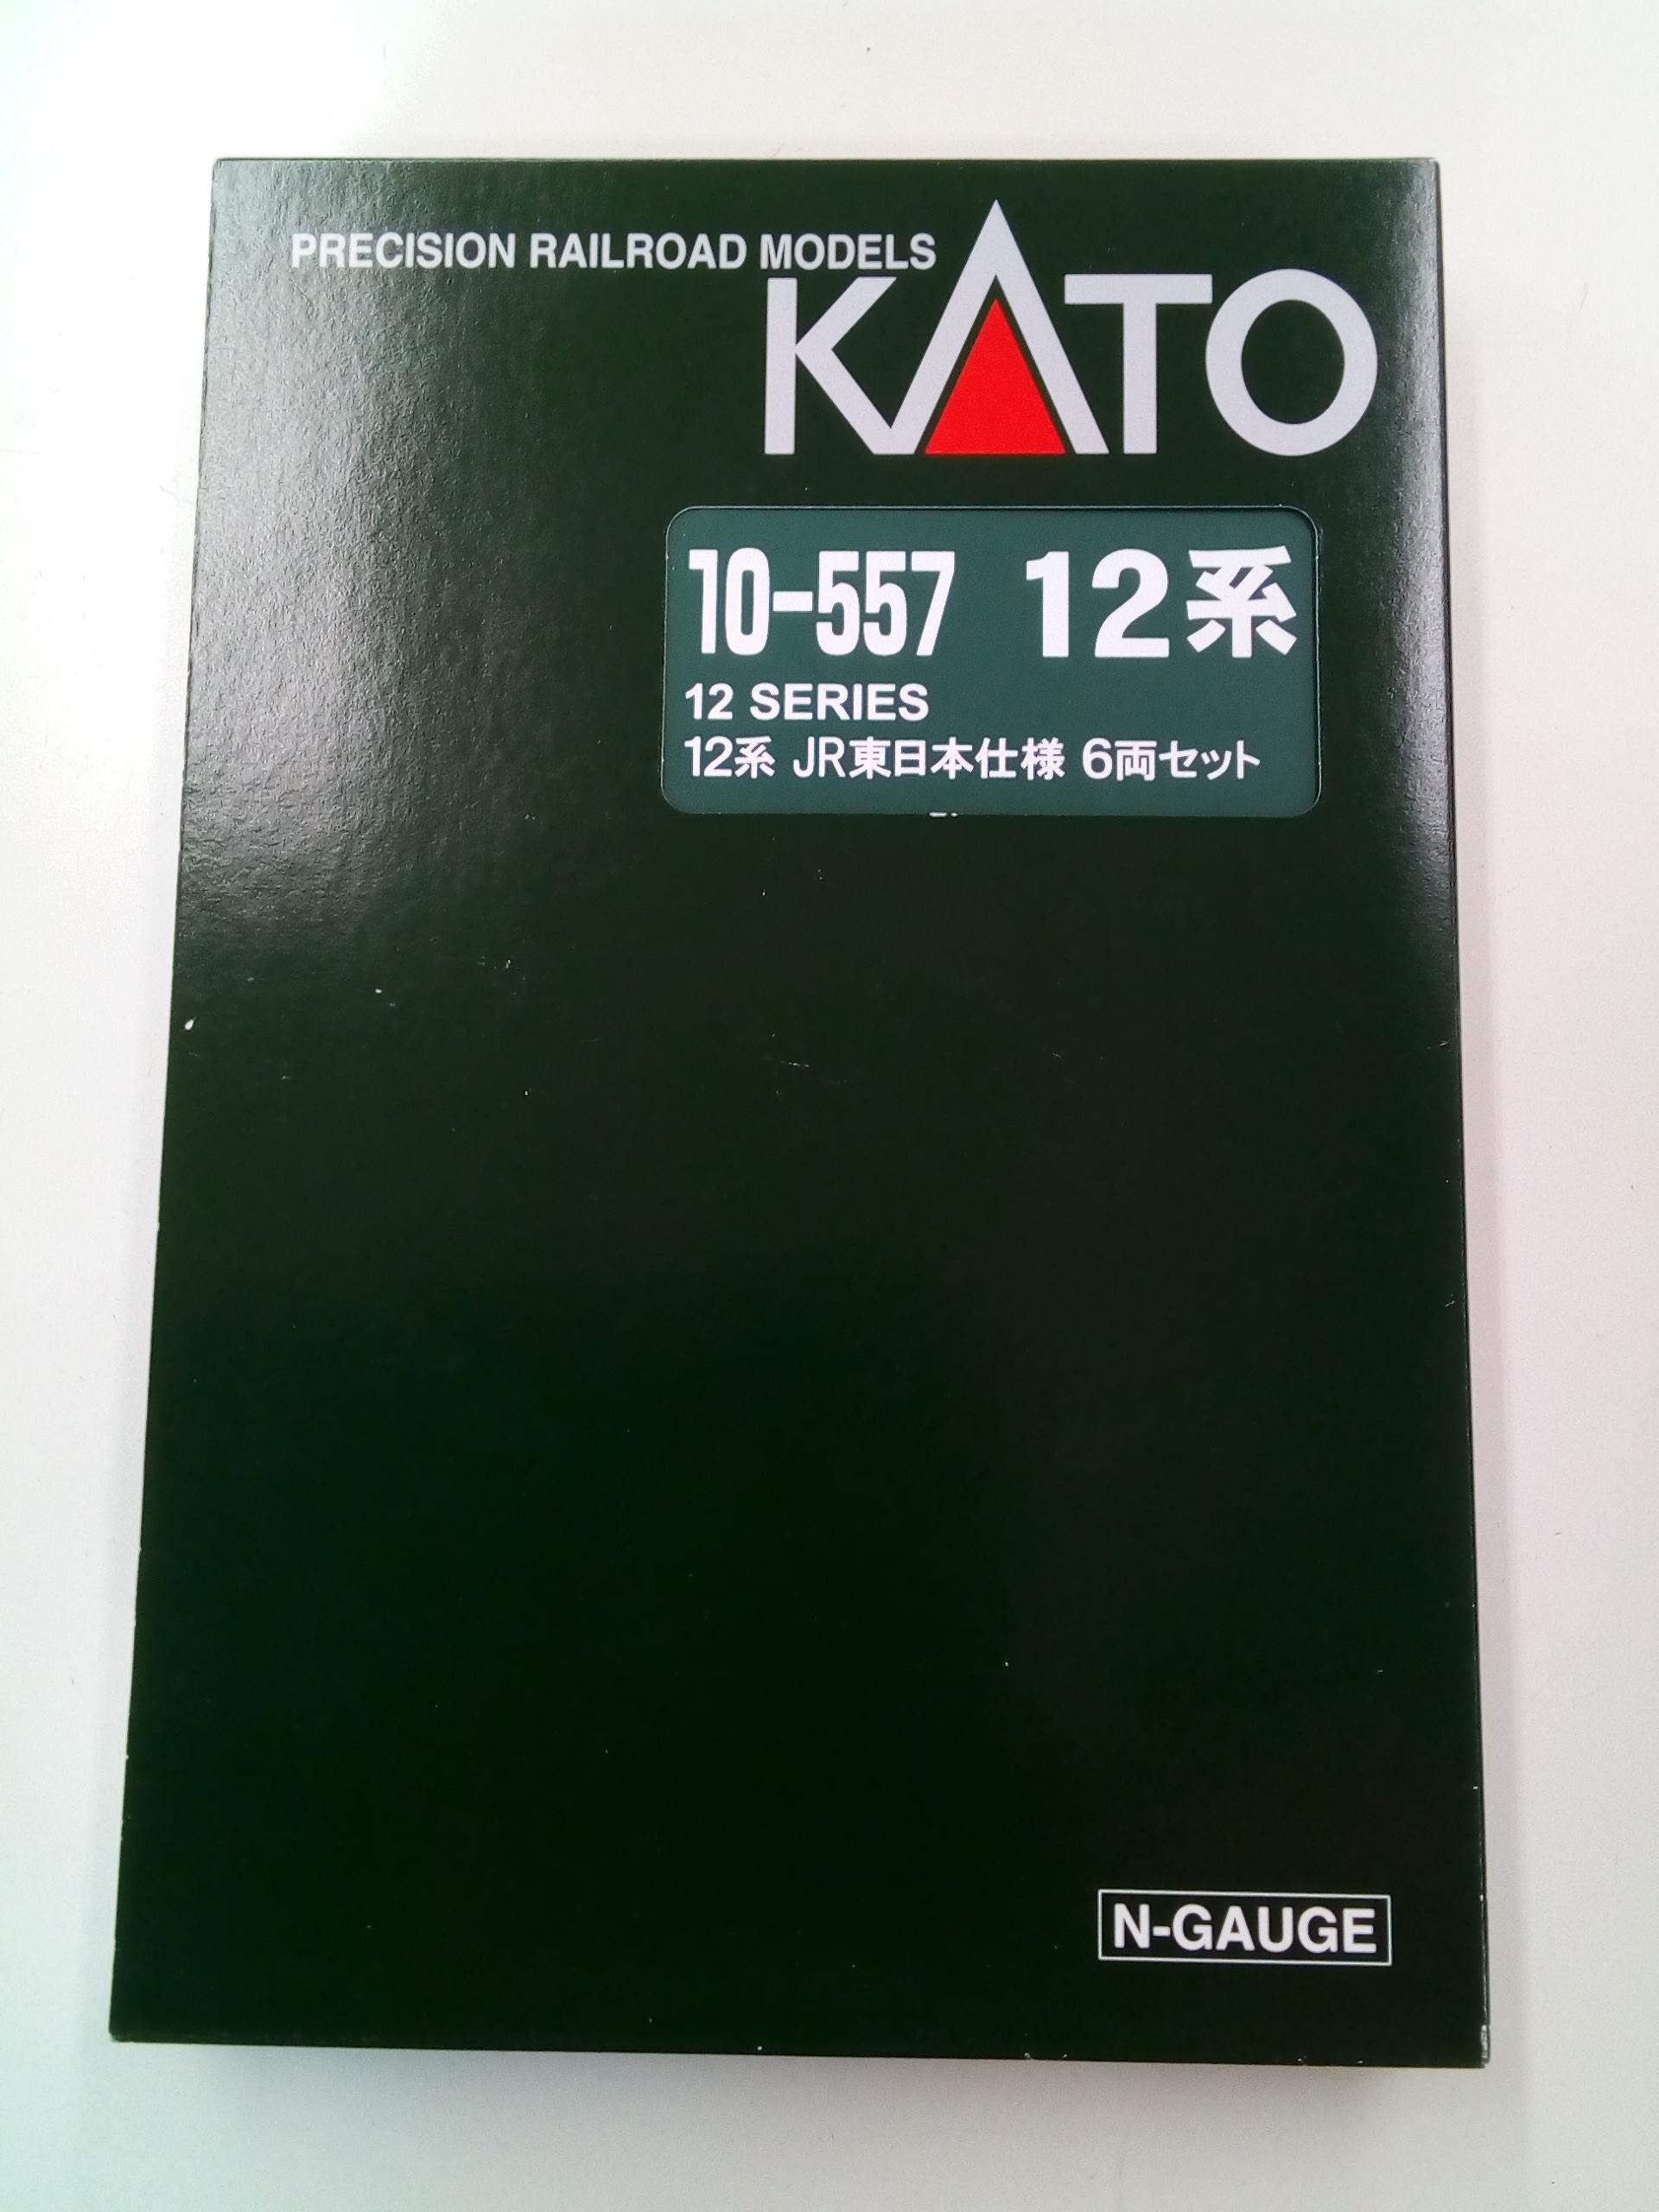 PRECISION RAILROAD MODELS
KATO
10-557 12系
12 SERIES
12系 JR東日本仕様 6両セット
N-GAUGE